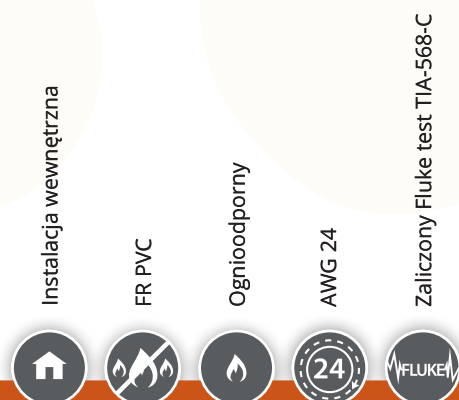 Instalacja wewnętrzna
FR PVC
Ognioodporny
AWG 24
Zaliczony Fluke test TIA-568-C
24
FLUKE